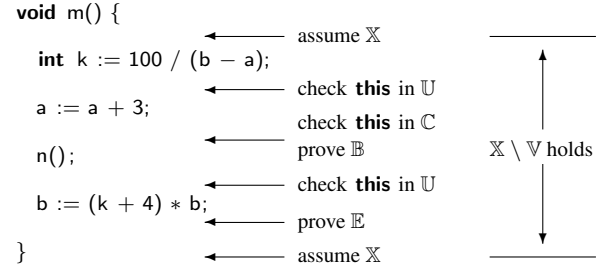 void m() {
assume 𝕏
int k := 100 / (b − a);
check this in 𝕌
a := a + 3;
check this in ℂ
prove 𝔹
𝕏 \ 𝕍 holds
n();
check this in 𝕌
b := (k + 4) ∗ b;
prove 𝔼
}
assume 𝕏